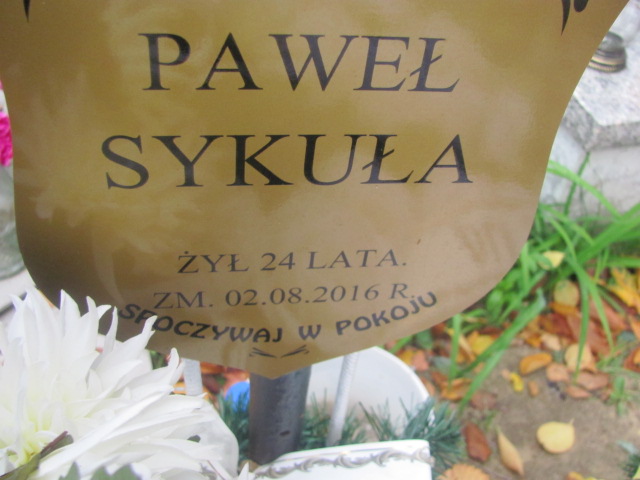 PAWEŁ
SYKUŁA
ŻYŁ 24 LATA.
ZM. 02.08.2016 R.
SPOCZYWAJ W POKOJU